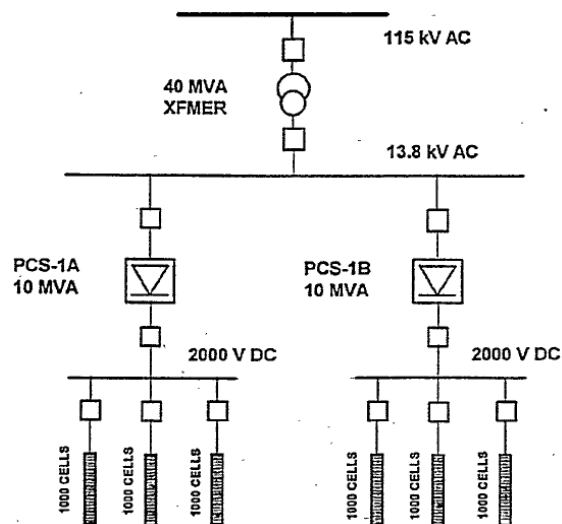 115 kV AC
40 MVA
XFMER
13.8 kV AC
PCS-1A
10 MVA
PCS-1B
10 MVA
2000 V DC
2000 V DC
1000 CELLS
1000 CELLS
1000 CELLS
1000 CELLS
1000 CELLS
1000 CELLS